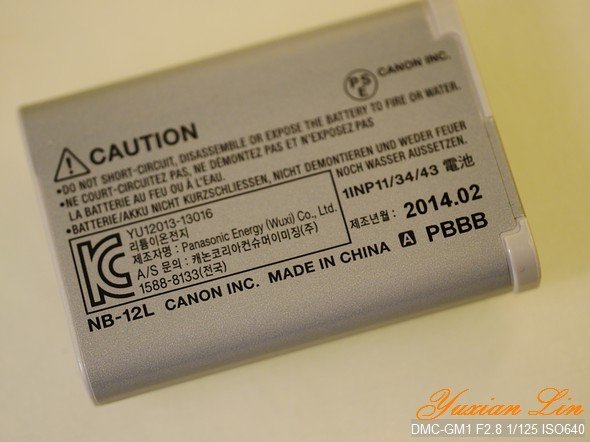 PS
E
CANON INC.
CAUTION
•DO NOT SHORT-CIRCUIT, DISASSEMBLE OR EXPOSE THE BATTERY TO FIRE OR WATER.
•NE COURT-CIRCUITEZ PAS, NE DÉMONTEZ PAS ET N'EXPOSEZ PAS
LA BATTERIE AU FEU OU À L'EAU.
•BATTERIE/AKKU NICHT KURZSCHLIESSEN, NICHT DEMONTIEREN UND WEDER FEUER
NOCH WASSER AUSSETZEN.
YU12013-13016
리튬이온전지
제조자명 : Panasonic Energy (Wuxi) Co., Ltd.
A/S 문의 : 캐논코리아컨슈머이미징(주)
1588-8133(전국)
1INP11/34/43 電池
제조년월 : 2014.02
NB-12L CANON INC. MADE IN CHINA A PBBB
Yuxian Lin
DMC-GM1 F2.8 1/125 ISO640